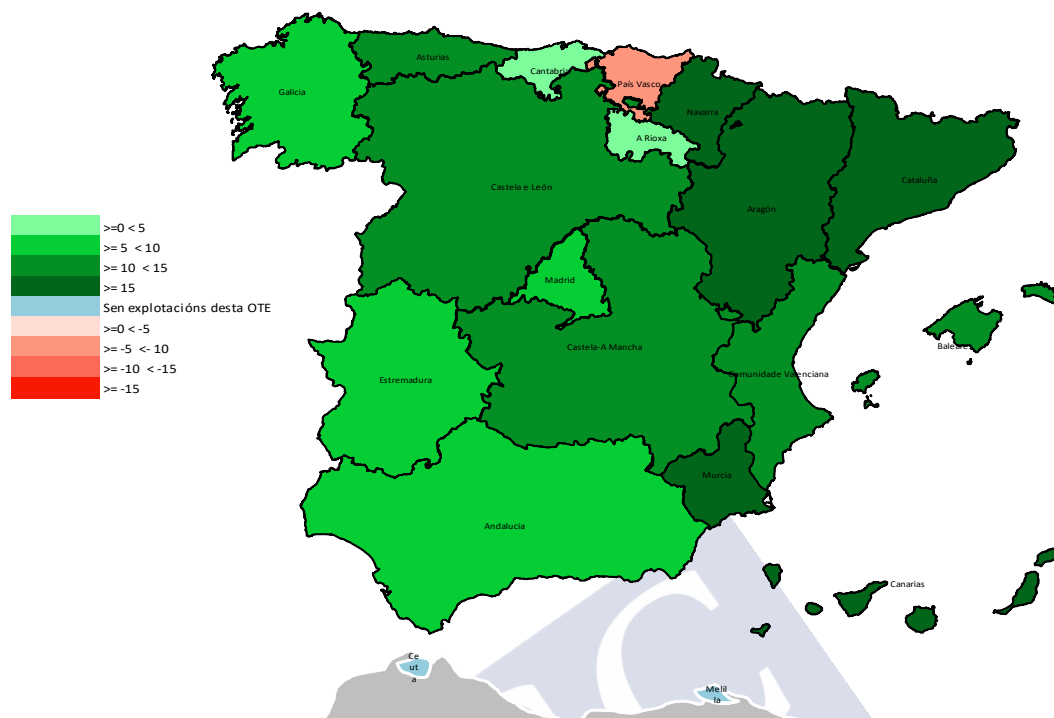 Asturias
Cantabria
País Vasco
Galicia
Navarra
A Rioxa
Cataluña
Castela e León
Aragón
>=0 < 5
>= 5 < 10
>= 10 < 15
>= 15
Sen explotacións desta OTE
>=0 < -5
>= -5 <- 10
>= -10 < -15
>= -15
Madrid
Castela-A Mancha
Baleares
Estremadura
Comunidade Valenciana
Murcia
Andalucia
Canarias
Ce
ut
a
Melil
la
C